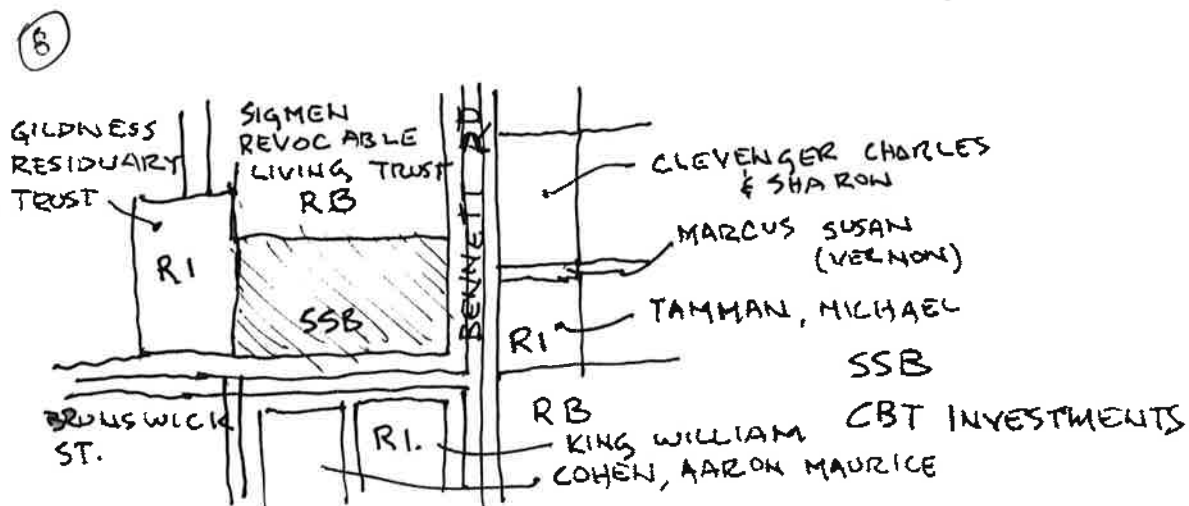 8
GILDNESS
RESIDUARY
TRUST
SIGMEN
REVOCABLE
LIVING TRUST
RB
R1
SSB
BENNETT RD
CLEVENGER CHARLES
& SHARON
MARCUS SUSAN
(VERNON)
TAMMAN, MICHAEL
R1
SSB
CBT INVESTMENTS
RB
BRUNSWICK
ST.
R1.
KING WILLIAM
COHEN, AARON MAURICE